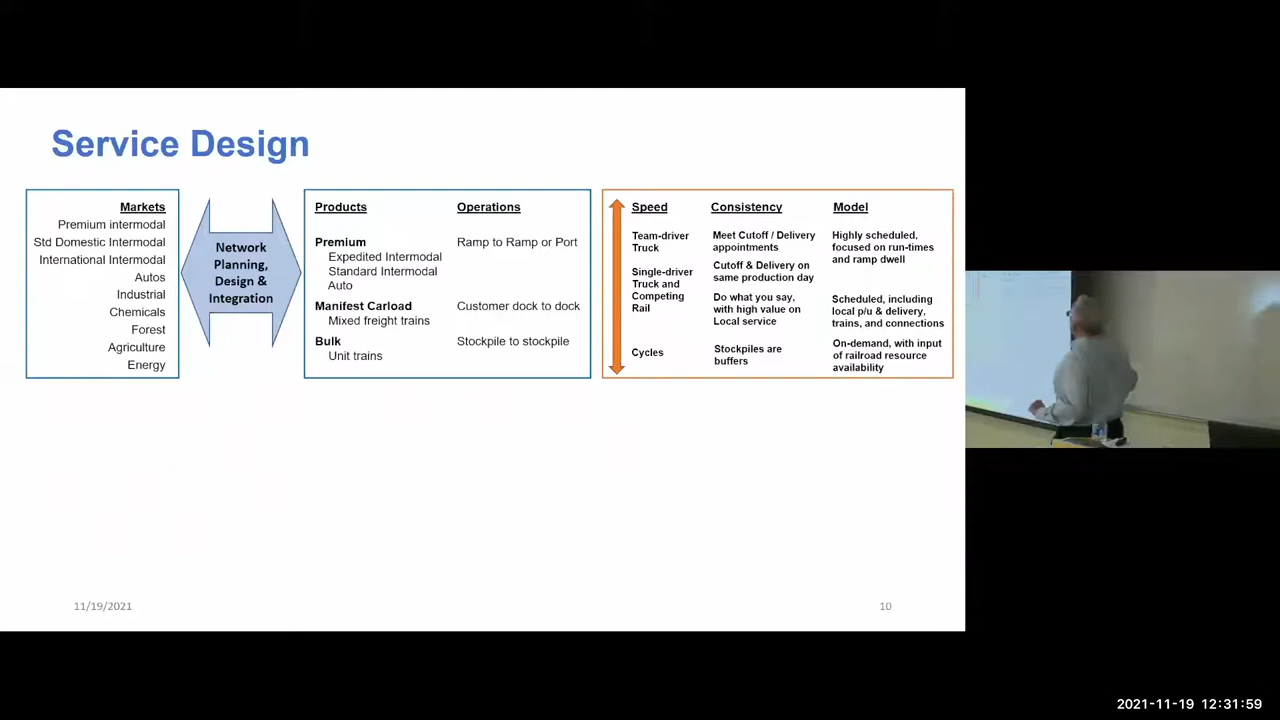 Service Design
Markets
Premium intermodal
Std Domestic Intermodal
International Intermodal
Autos
Industrial
Chemicals
Forest
Agriculture
Energy
Network
Planning,
Design &
Integration
Products
Operations
Premium
Ramp to Ramp or Port
Expedited Intermodal
Standard Intermodal
Auto
Manifest Carload
Customer dock to dock
Mixed freight trains
Bulk
Stockpile to stockpile
Unit trains
Speed
Consistency
Model
Team-driver
Truck
Meet Cutoff / Delivery
appointments
Highly scheduled,
focused on run-times
and ramp dwell
Single-driver
Truck and
Competing
Rail
Cutoff & Delivery on
same production day
Do what you say,
with high value on
Local service
Scheduled, including
local p/u & delivery,
trains, and connections
Cycles
Stockpiles are
buffers
On-demand, with input
of railroad resource
availability
11/19/2021
10
2021-11-19 12:31:59